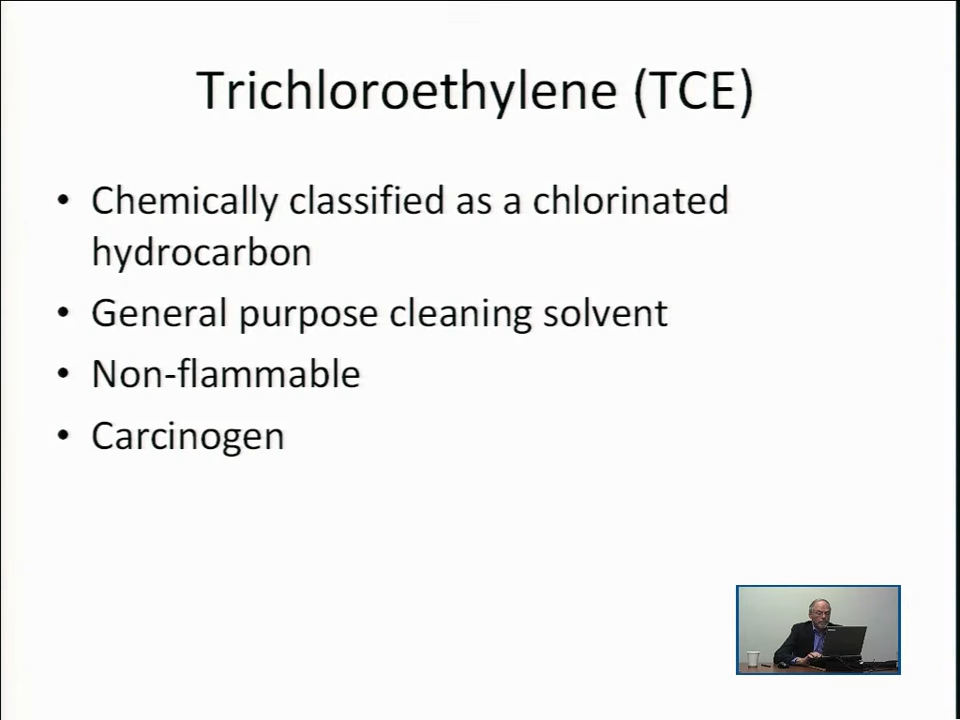 Trichloroethylene (TCE)
• Chemically classified as a chlorinated
hydrocarbon
• General purpose cleaning solvent
• Non-flammable
• Carcinogen